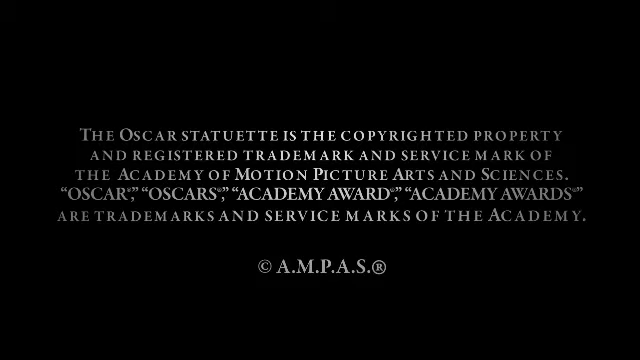 The Oscar statuette is the copyrighted property
and registered trademark and service mark of
the Academy of Motion Picture Arts and Sciences.
“OSCAR®,” “OSCARS®,” “ACADEMY AWARD®,” “ACADEMY AWARDS®”
are trademarks and service marks of the Academy.
© A.M.P.A.S.®